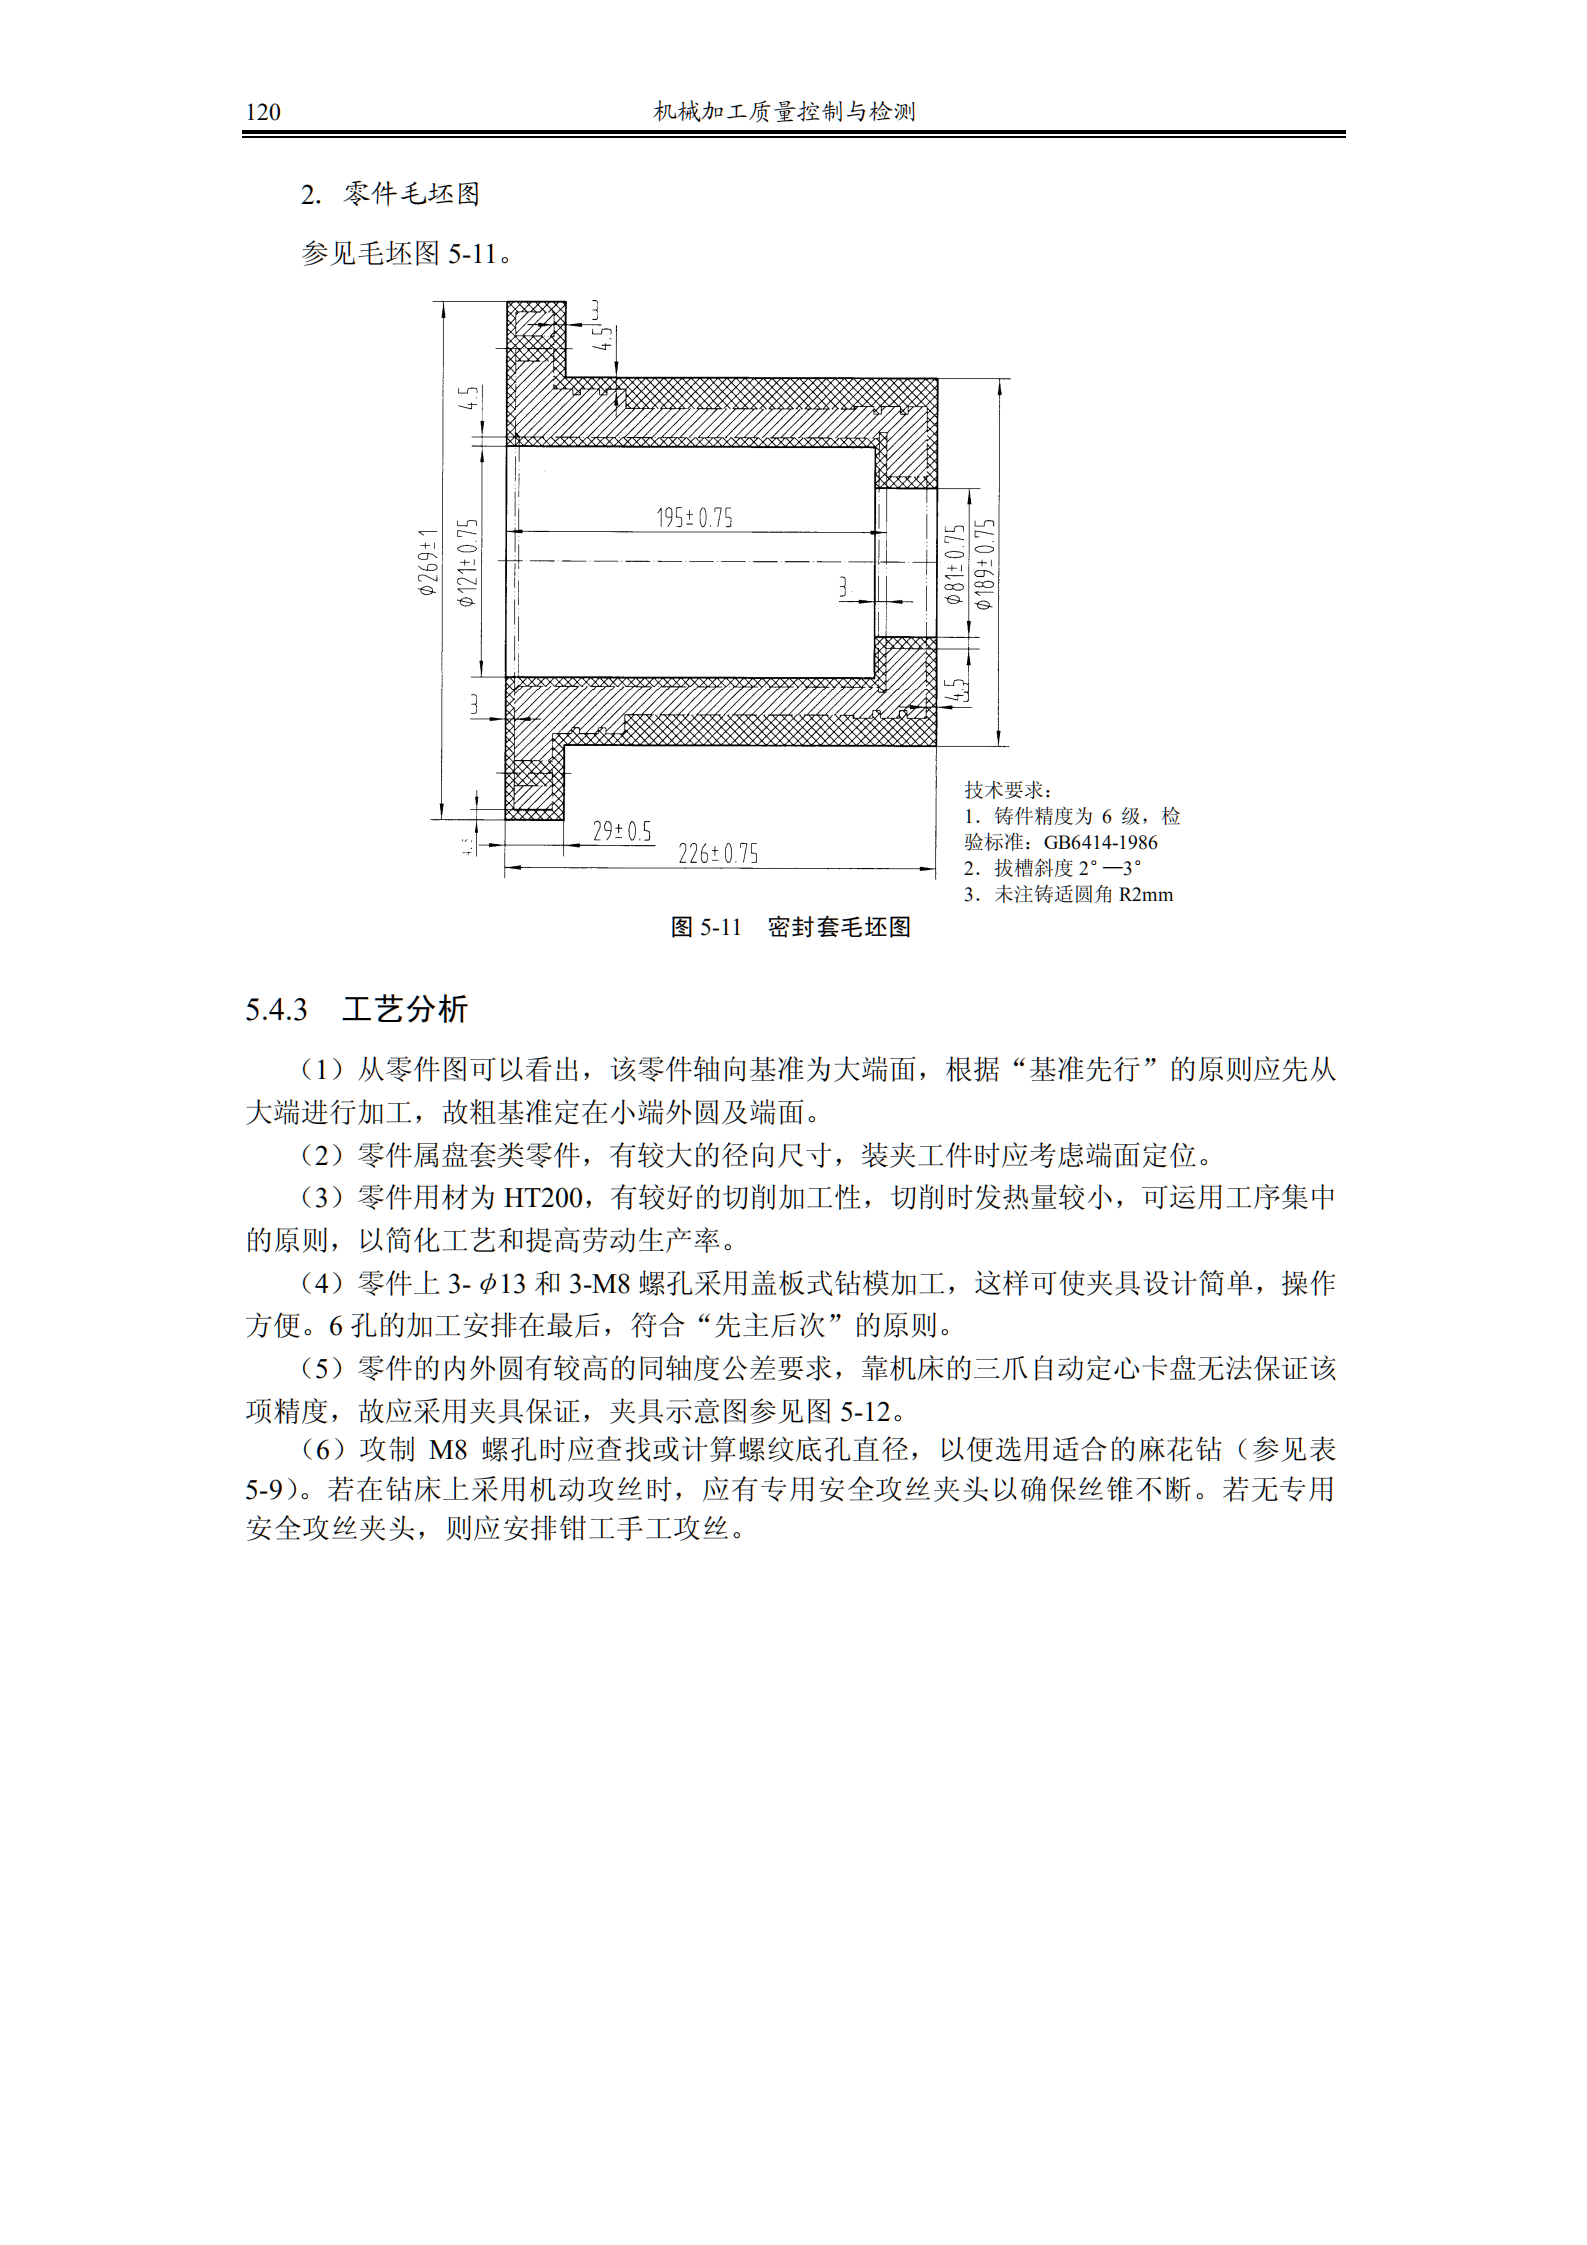 120
机械加工质量控制与检测
2. 零件毛坯图
参见毛坯图 5-11。
3
4.5
4.5
195±0.75
φ269±1
φ121±0.75
φ81±0.75
φ189±0.75
3
3
4.5
4.5
29±0.5
226±0.75
技术要求：
1. 铸件精度为 6 级，检
验标准：GB6414-1986
2. 拔槽斜度 2°—3°
3. 未注铸适圆角 R2mm
图 5-11 密封套毛坯图
5.4.3 工艺分析
（1）从零件图可以看出，该零件轴向基准为大端面，根据“基准先行”的原则应先从
大端进行加工，故粗基准定在小端外圆及端面。
（2）零件属盘套类零件，有较大的径向尺寸，装夹工件时应考虑端面定位。
（3）零件用材为 HT200，有较好的切削加工性，切削时发热量较小，可运用工序集中
的原则，以简化工艺和提高劳动生产率。
（4）零件上 3-φ13 和 3-M8 螺孔采用盖板式钻模加工，这样可使夹具设计简单，操作
方便。6 孔的加工安排在最后，符合“先主后次”的原则。
（5）零件的内外圆有较高的同轴度公差要求，靠机床的三爪自动定心卡盘无法保证该
项精度，故应采用夹具保证，夹具示意图参见图 5-12。
（6）攻制 M8 螺孔时应查找或计算螺纹底孔直径，以便选用适合的麻花钻（参见表
5-9）。若在钻床上采用机动攻丝时，应有专用安全攻丝夹头以确保丝锥不断。若无专用
安全攻丝夹头，则应安排钳工手工攻丝。